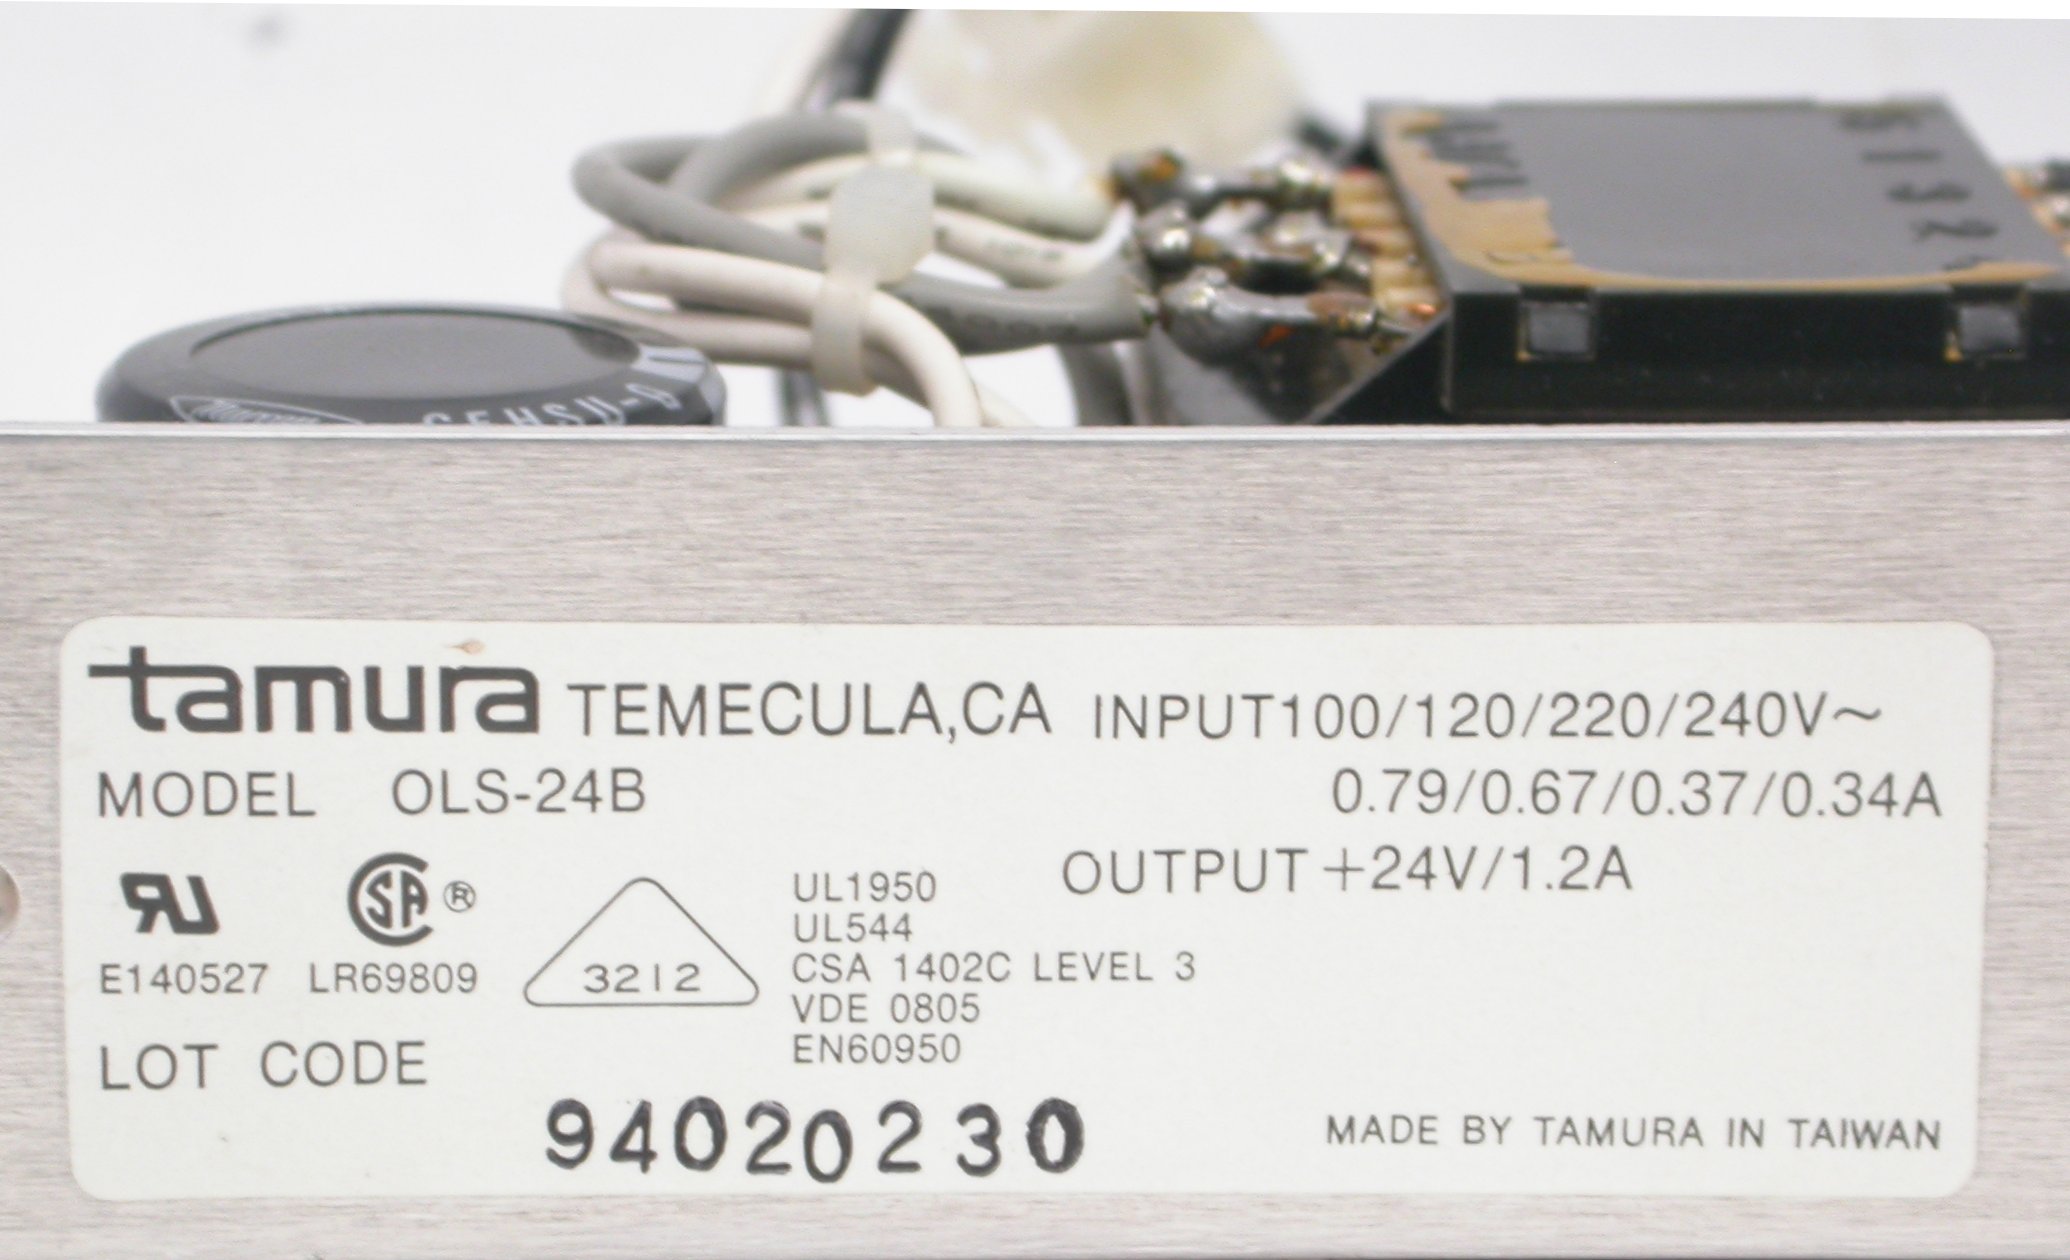 tamura TEMECULA,CA INPUT100/120/220/240V~
MODEL OLS-24B 0.79/0.67/0.37/0.34A
OUTPUT +24V/1.2A
UL1950
UL544
CSA 1402C LEVEL 3
VDE 0805
EN60950
RU SA ®
E140527 LR69809 3212
LOT CODE
94020230
MADE BY TAMURA IN TAIWAN